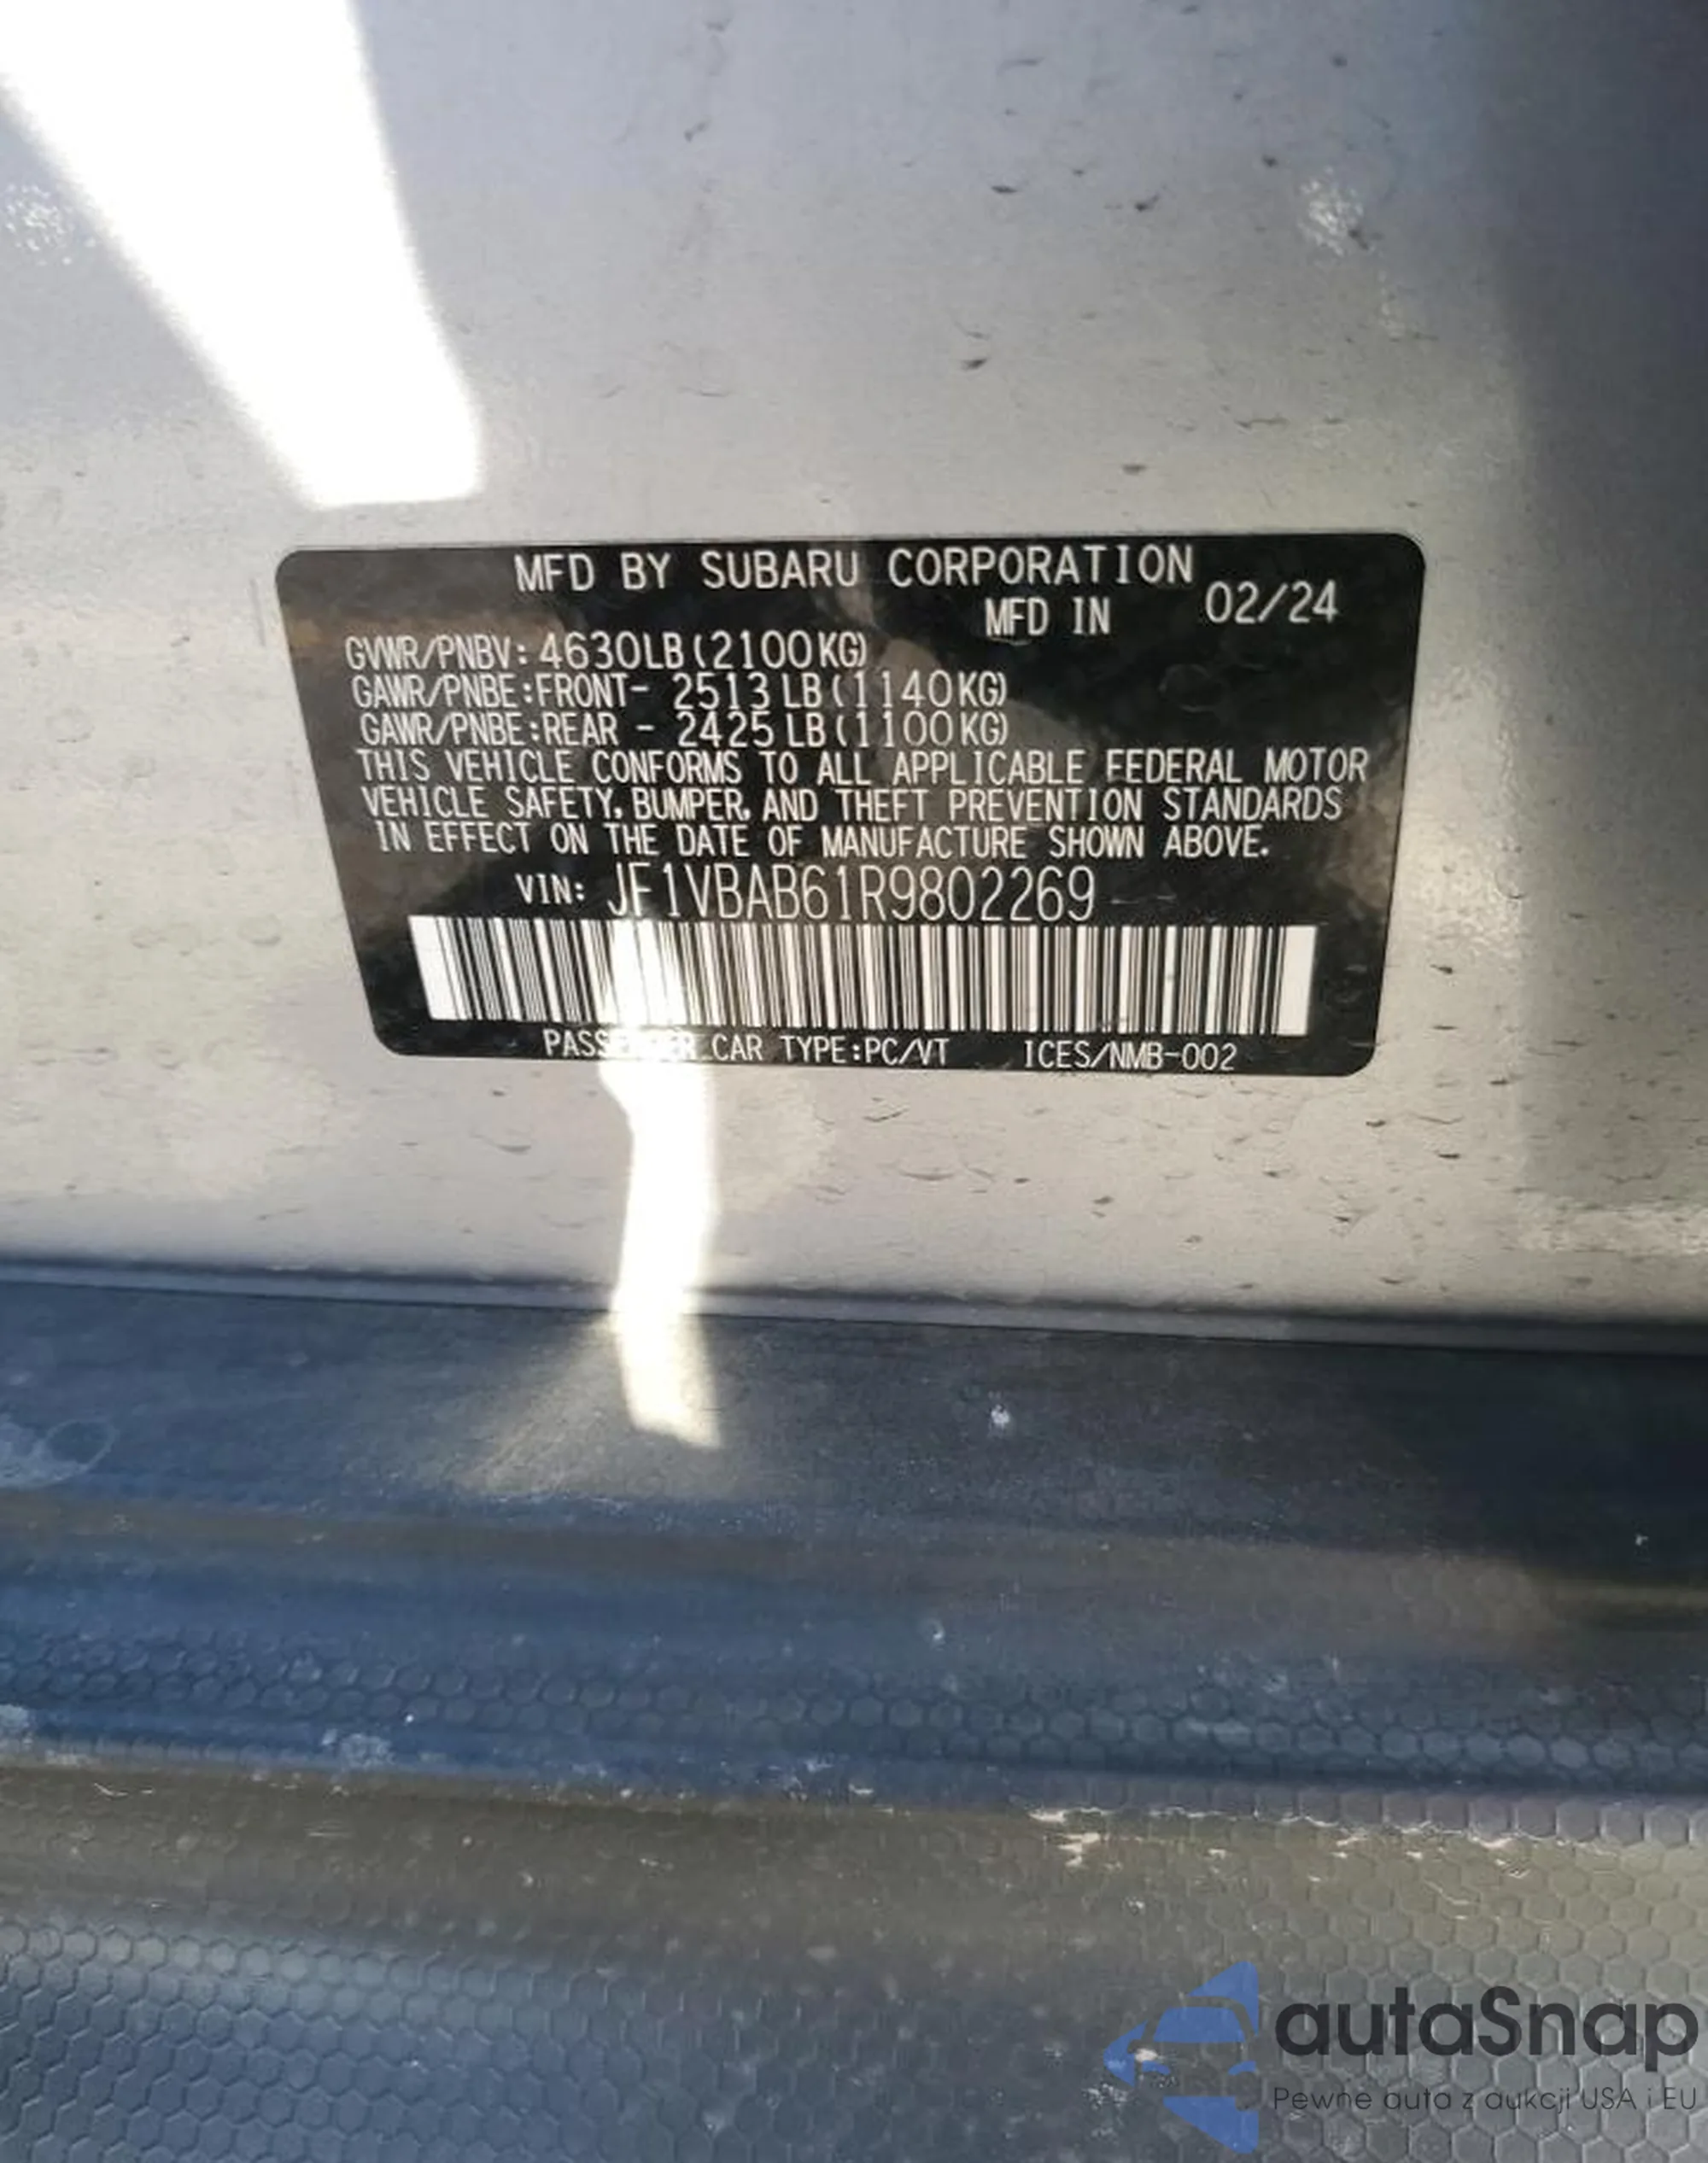 MFD BY SUBARU CORPORATION
MFD IN 02/24
GVWR/PNBV: 4630LB (2100KG)
GAWR/PNBE:FRONT- 2513 LB (1140KG)
GAWR/PNBE:REAR - 2425 LB (1100KG)
THIS VEHICLE CONFORMS TO ALL APPLICABLE FEDERAL MOTOR
VEHICLE SAFETY, BUMPER, AND THEFT PREVENTION STANDARDS
IN EFFECT ON THE DATE OF MANUFACTURE SHOWN ABOVE.
VIN: JF1VBAB61R9802269
PASSENGER CAR TYPE:PC/VT ICES/NMB-002
autaSnap
Pewne auta z aukcji USA i EU